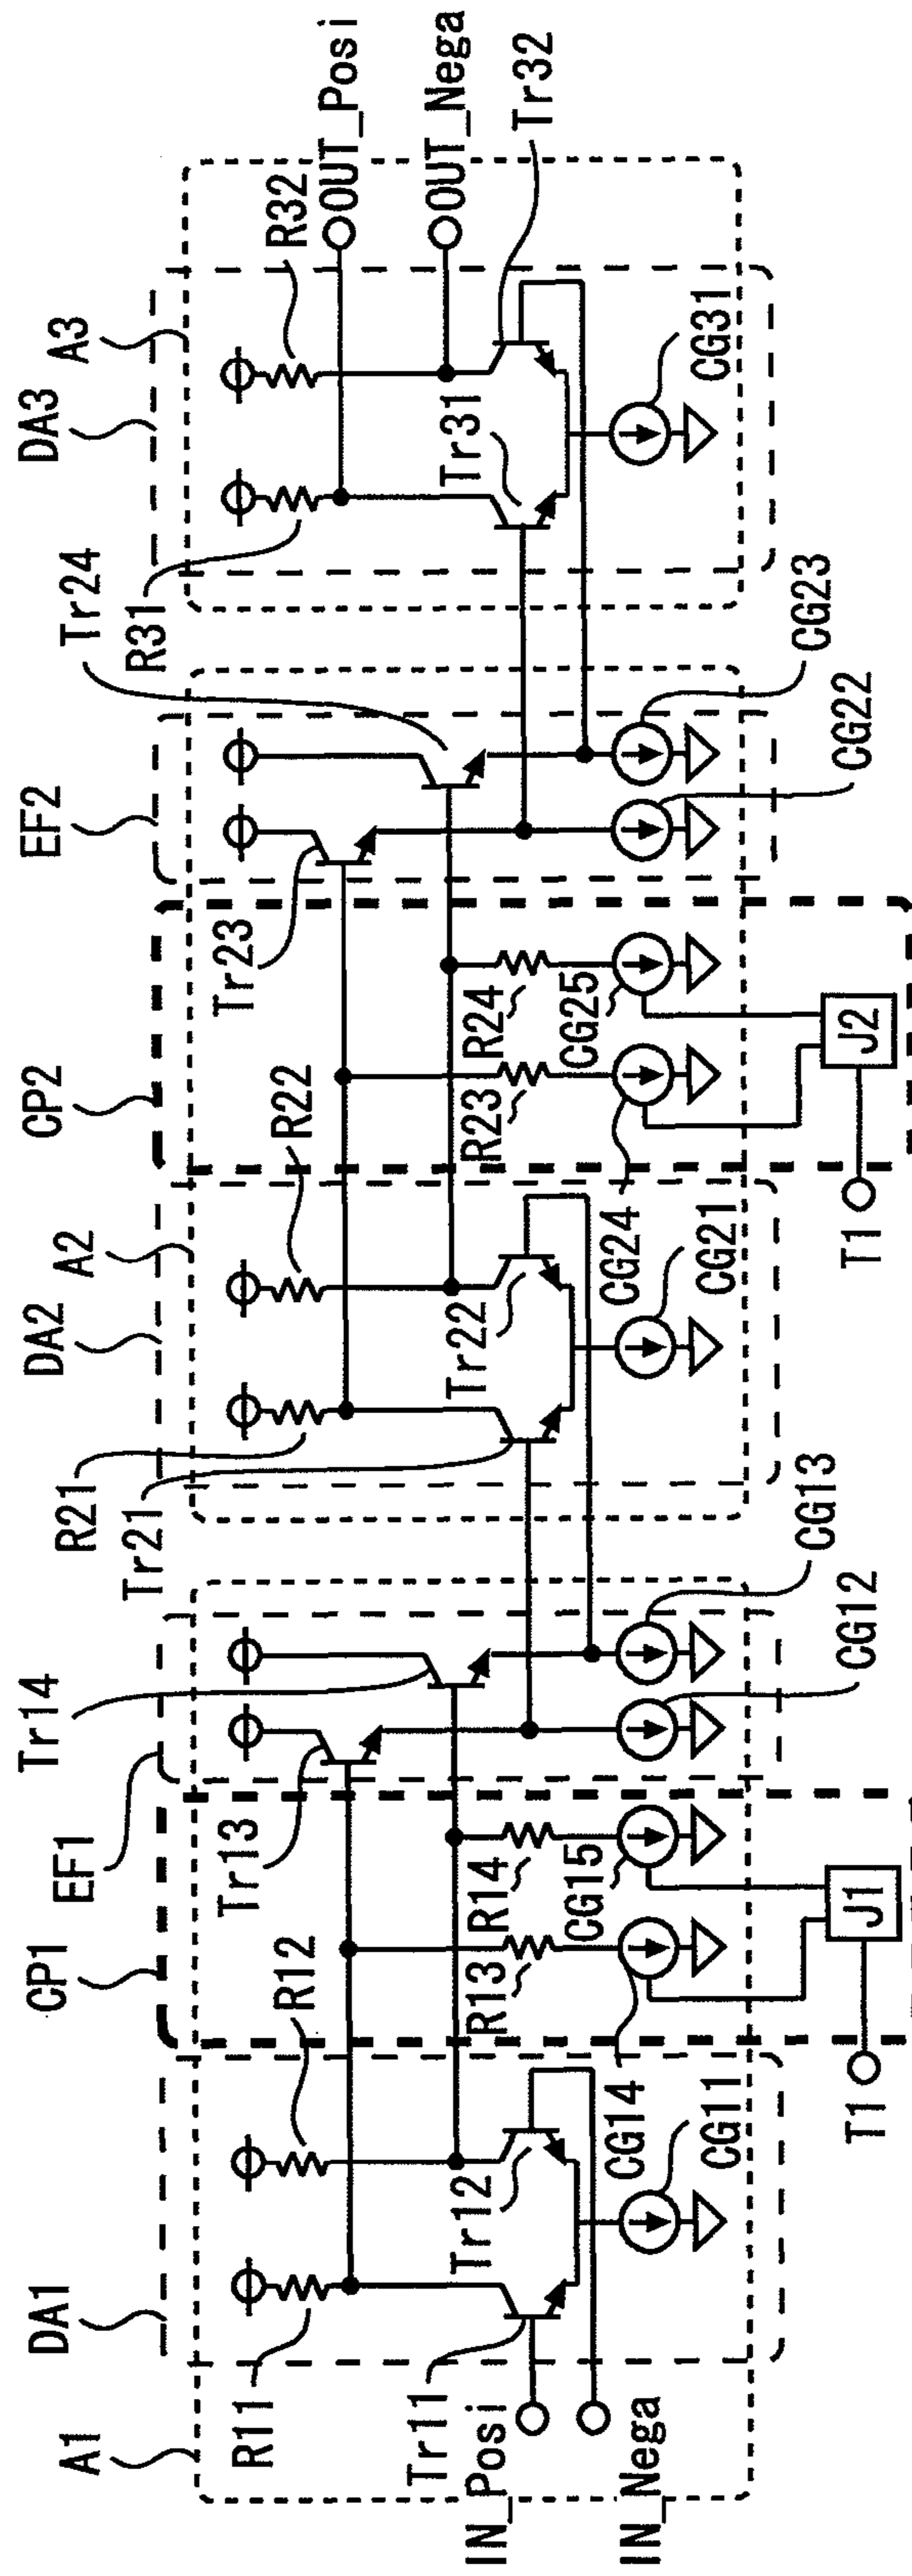 A1
DA1
CP1
EF1
DA2
A2
CP2
EF2
DA3
A3
R11
R12
Tr13
Tr14
R21
Tr21
R22
Tr23
Tr24
R31
R32
OUT_Posi
OUT_Nega
Tr32
Tr11
IN_Posi
IN_Nega
Tr12
R13
R14
CG14
CG15
CG11
CG12
CG13
Tr22
R23
R24
CG24
CG25
CG21
CG22
CG23
Tr31
CG31
T1
J1
T1
J2